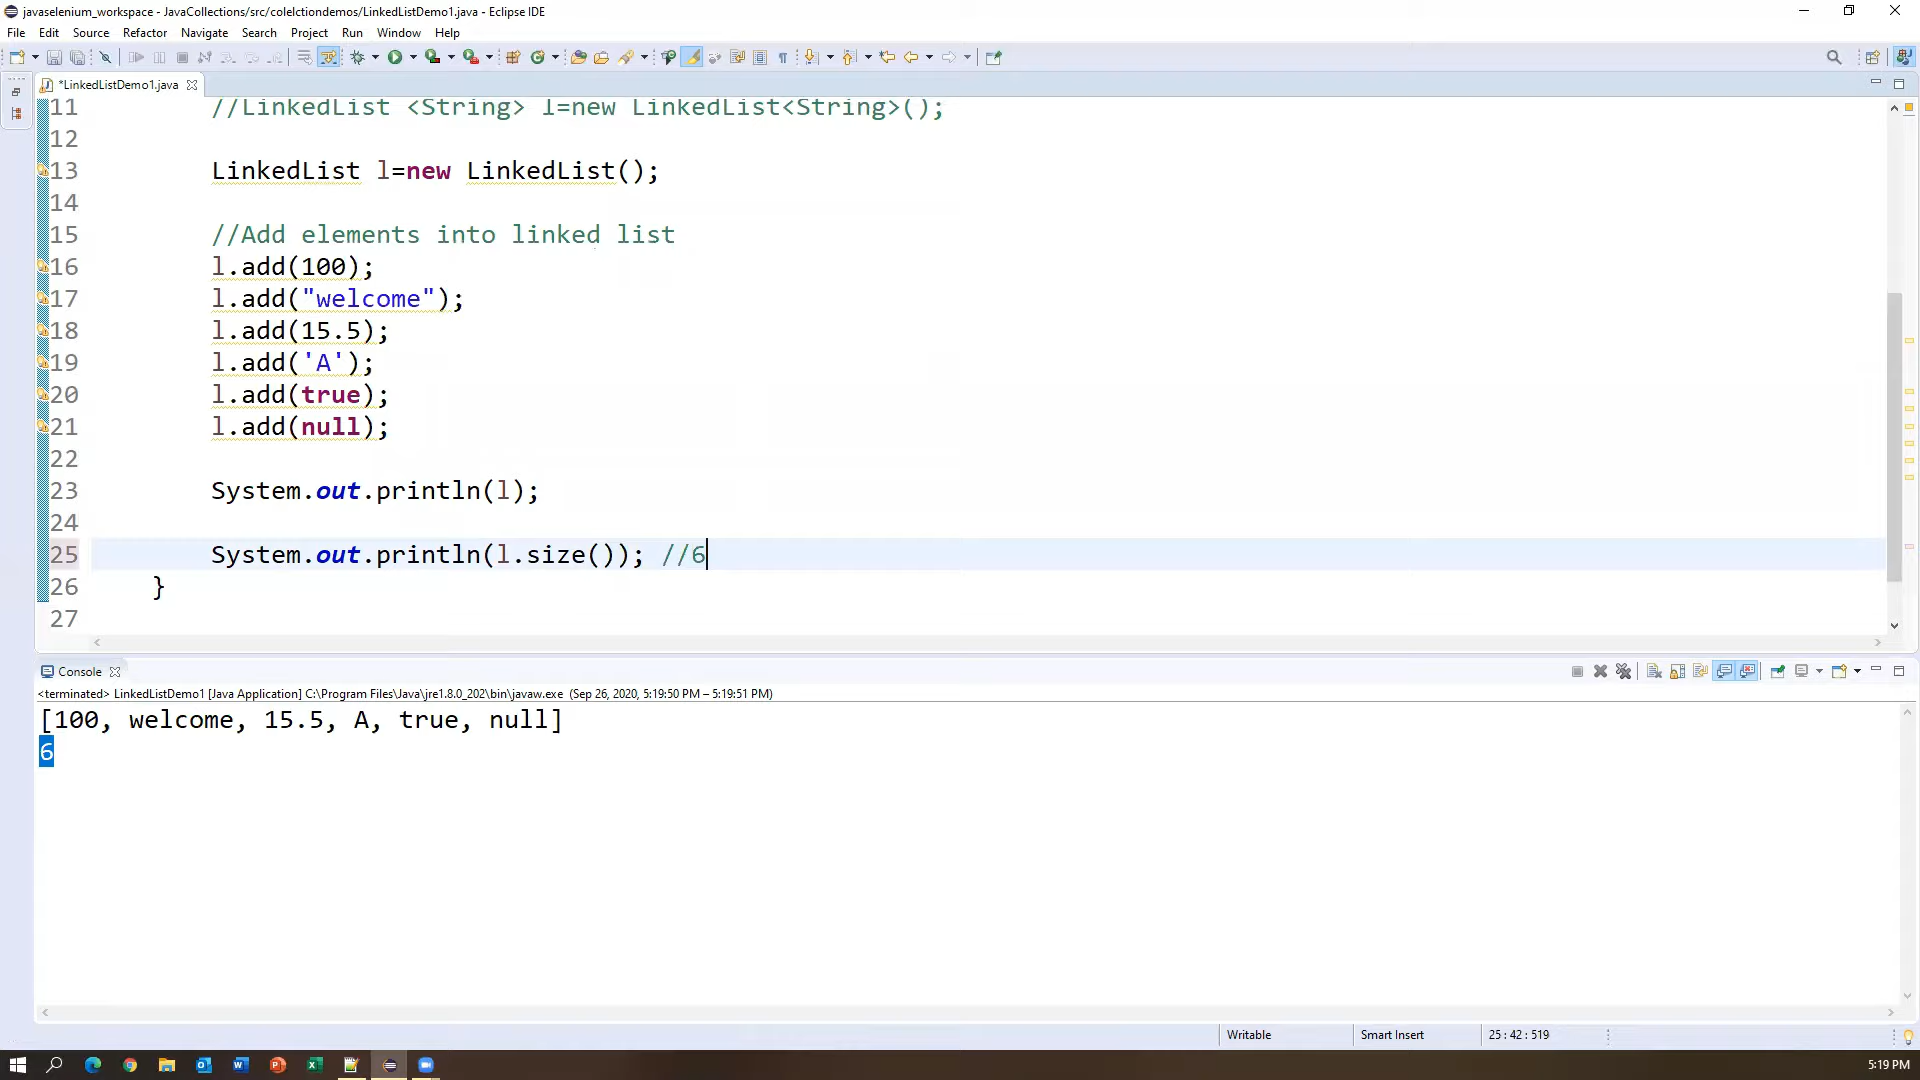 javaselenium_workspace - JavaCollections/src/colelctiondemos/LinkedListDemo1.java - Eclipse IDE
File Edit Source Refactor Navigate Search Project Run Window Help
*LinkedListDemo1.java
11 //LinkedList <String> l=new LinkedList<String>();
12
13 LinkedList l=new LinkedList();
14
15 //Add elements into linked list
16 l.add(100);
17 l.add("welcome");
18 l.add(15.5);
19 l.add('A');
20 l.add(true);
21 l.add(null);
22
23 System.out.println(l);
24
25 System.out.println(l.size()); //6
26 }
27
Console
<terminated> LinkedListDemo1 [Java Application] C:\Program Files\Java\jre1.8.0_202\bin\javaw.exe (Sep 26, 2020, 5:19:50 PM – 5:19:51 PM)
[100, welcome, 15.5, A, true, null]
6
Writable Smart Insert 25 : 42 : 519
5:19 PM